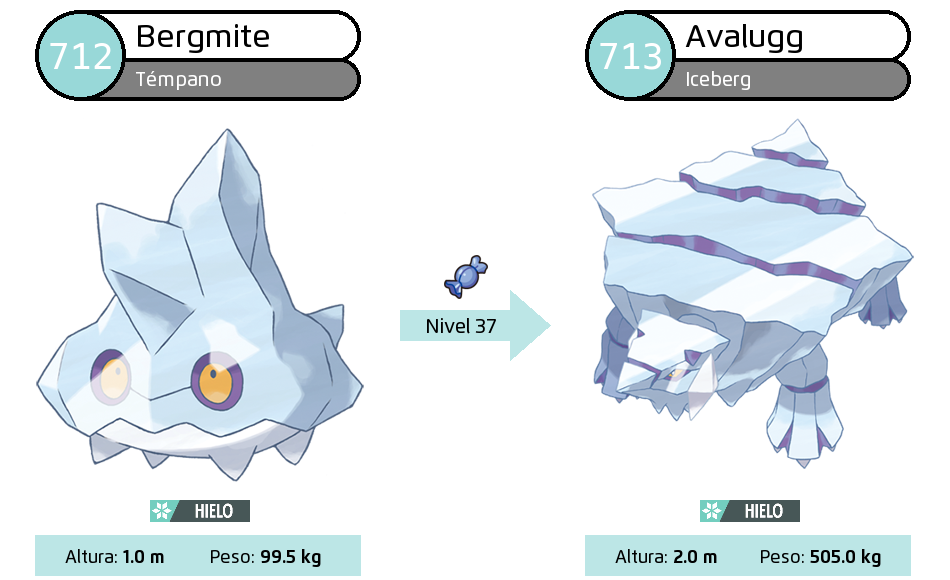 712
Bergmite
Témpano
713
Avalugg
Iceberg
Nivel 37
HIELO
HIELO
Altura: 1.0 m Peso: 99.5 kg
Altura: 2.0 m Peso: 505.0 kg